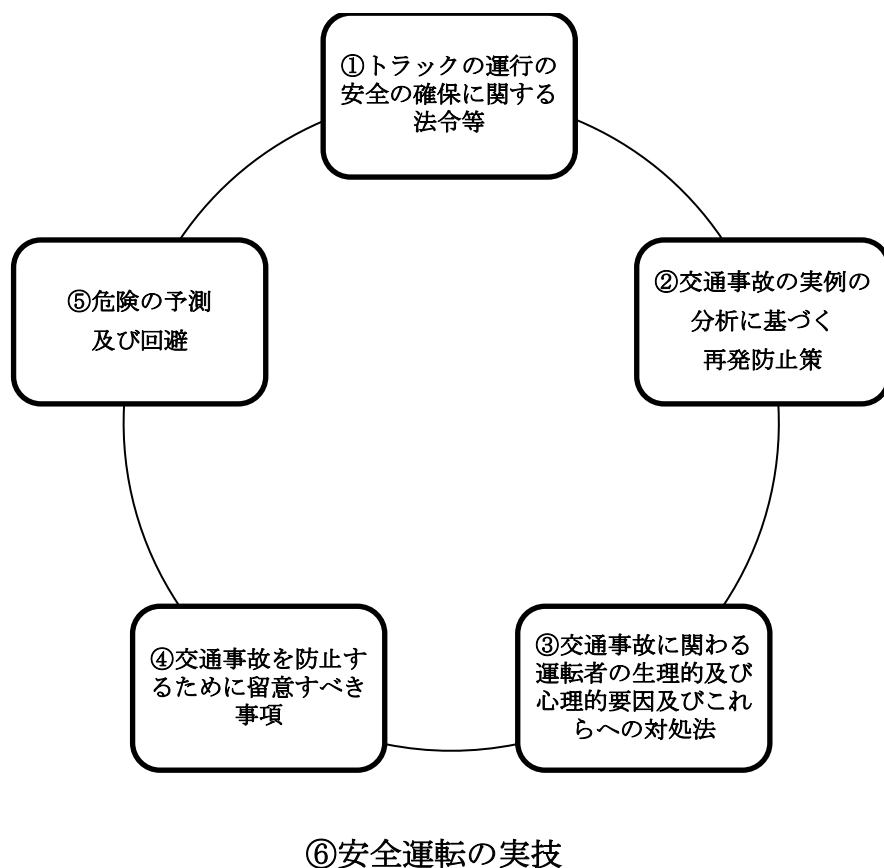 ①トラックの運行の
安全の確保に関する
法令等
②交通事故の実例の
分析に基づく
再発防止策
③交通事故に関わる
運転者の生理的及び
心理的要因及びこれ
らへの対処法
④交通事故を防止す
るために留意すべき
事項
⑤危険の予測
及び回避
⑥安全運転の実技